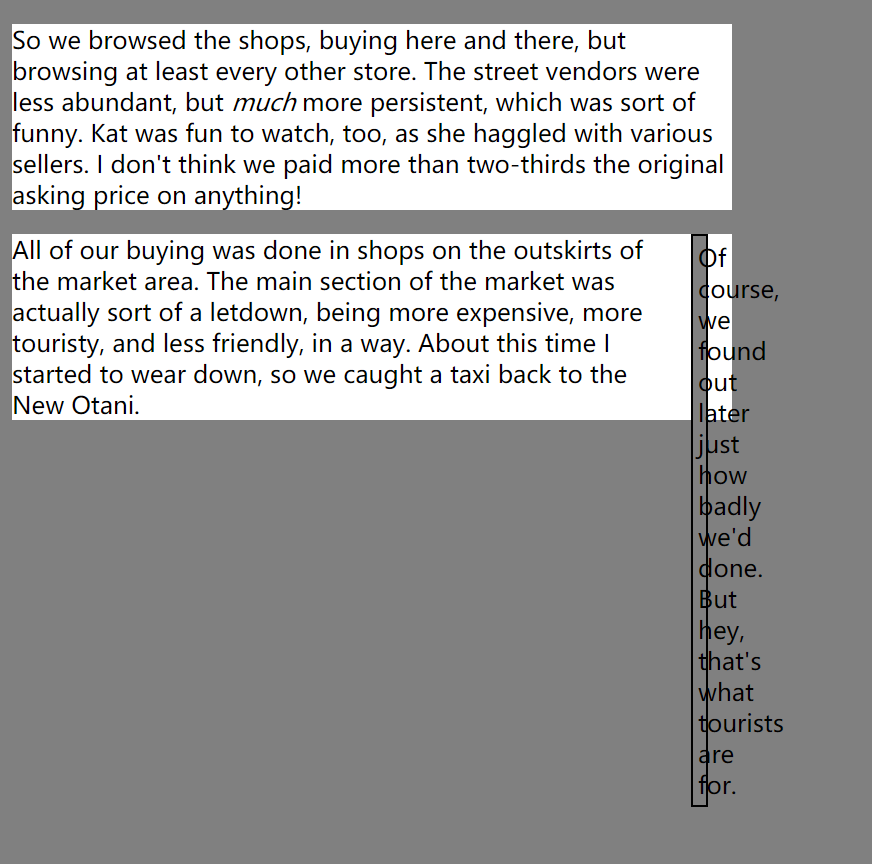 So we browsed the shops, buying here and there, but
browsing at least every other store. The street vendors were
less abundant, but much more persistent, which was sort of
funny. Kat was fun to watch, too, as she haggled with various
sellers. I don't think we paid more than two-thirds the original
asking price on anything!
All of our buying was done in shops on the outskirts of
the market area. The main section of the market was
actually sort of a letdown, being more expensive, more
touristy, and less friendly, in a way. About this time I
started to wear down, so we caught a taxi back to the
New Otani.
Of
course,
we
found
out
later
just
how
badly
we'd
done.
But
hey,
that's
what
tourists
are
for.